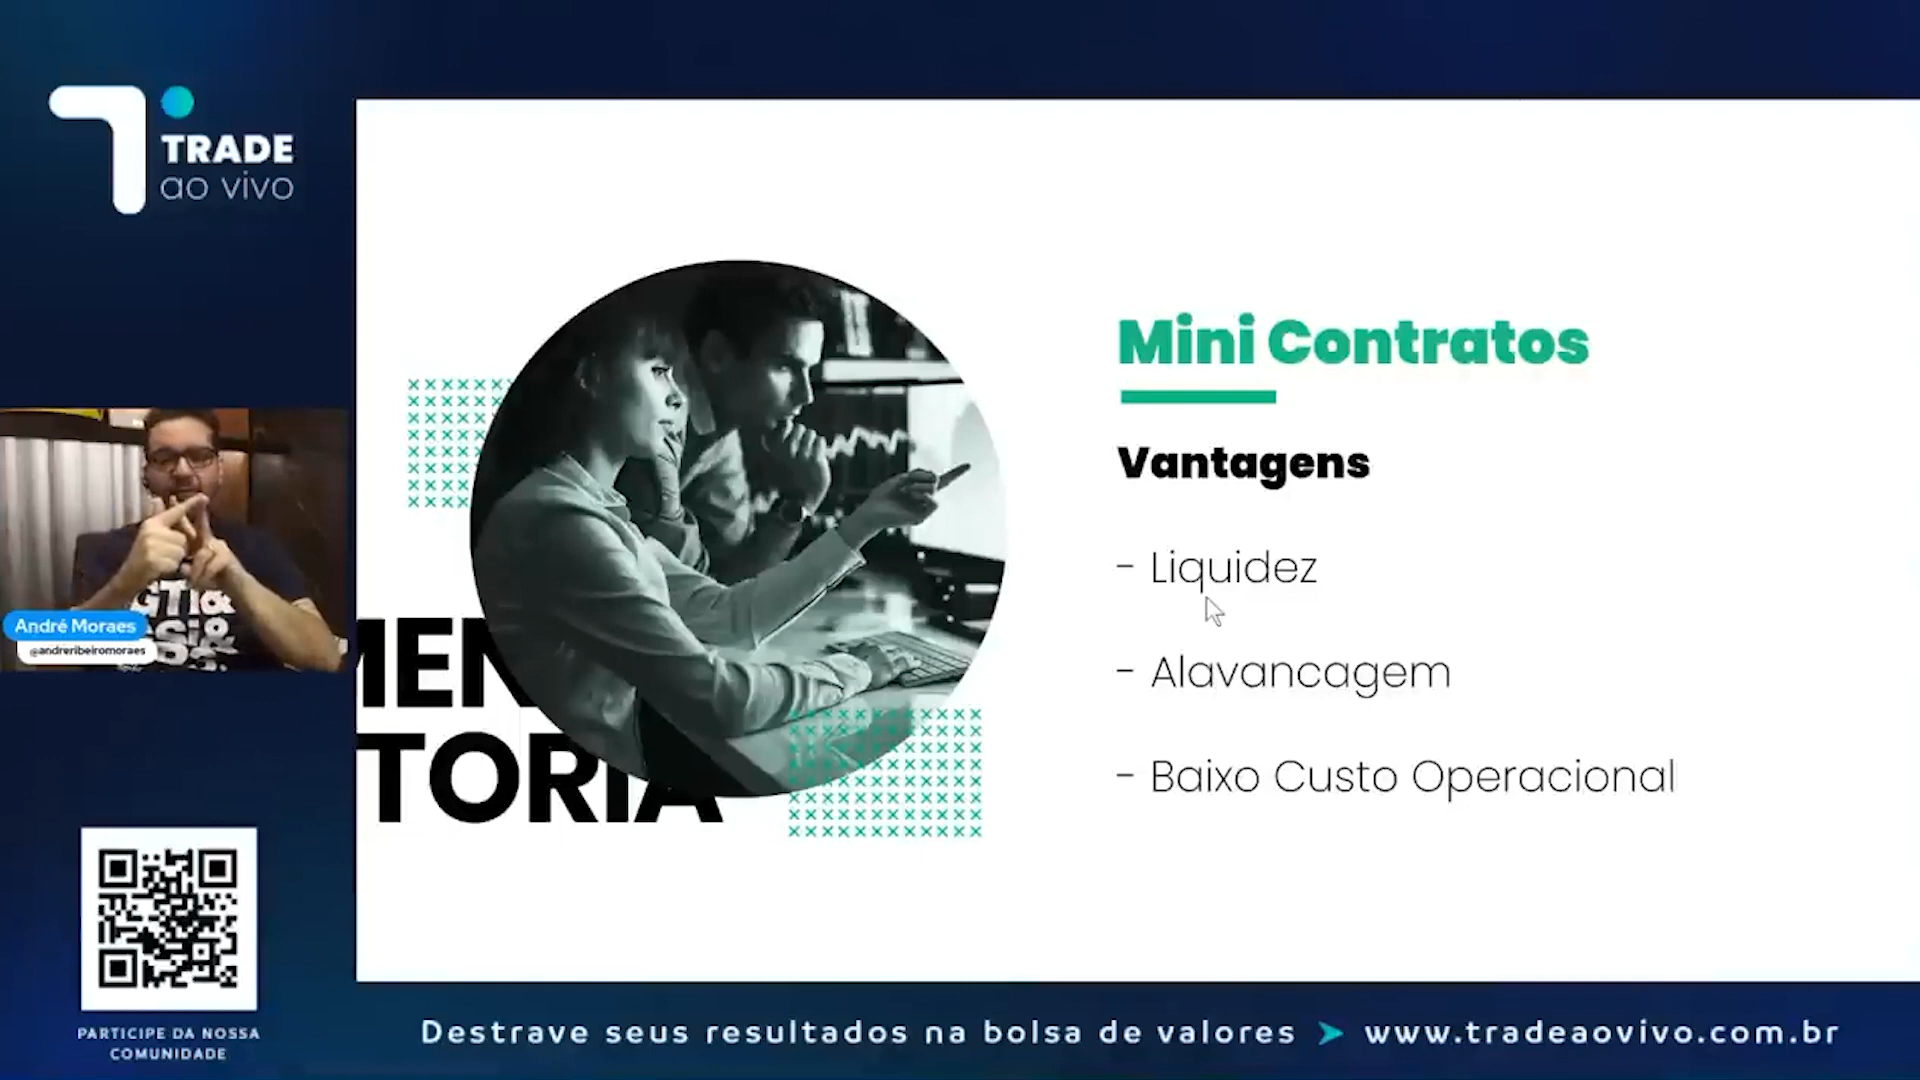 TRADE
ao vivo
Mini Contratos
Vantagens
- Liquidez
- Alavancagem
- Baixo Custo Operacional
André Moraes
@andreribeiromoraes
MEN
TORIA
PARTICIPE DA NOSSA
COMUNIDADE
Destrave seus resultados na bolsa de valores ➤ www.tradeaovivo.com.br